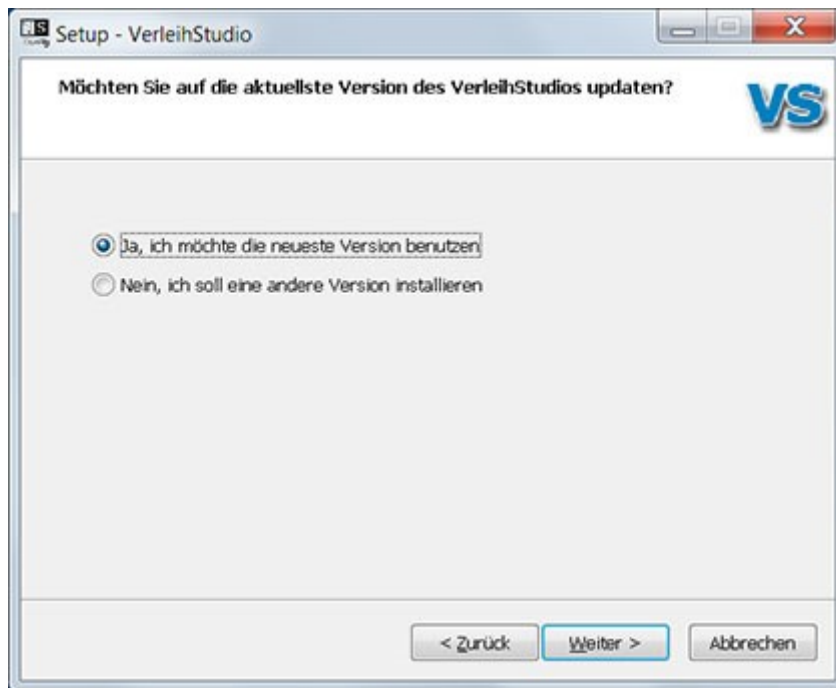 Setup - VerleihStudio
Möchten Sie auf die aktuellste Version des VerleihStudios updaten?
VS
Ja, ich möchte die neueste Version benutzen
Nein, ich soll eine andere Version installieren
< Zurück
Weiter >
Abbrechen